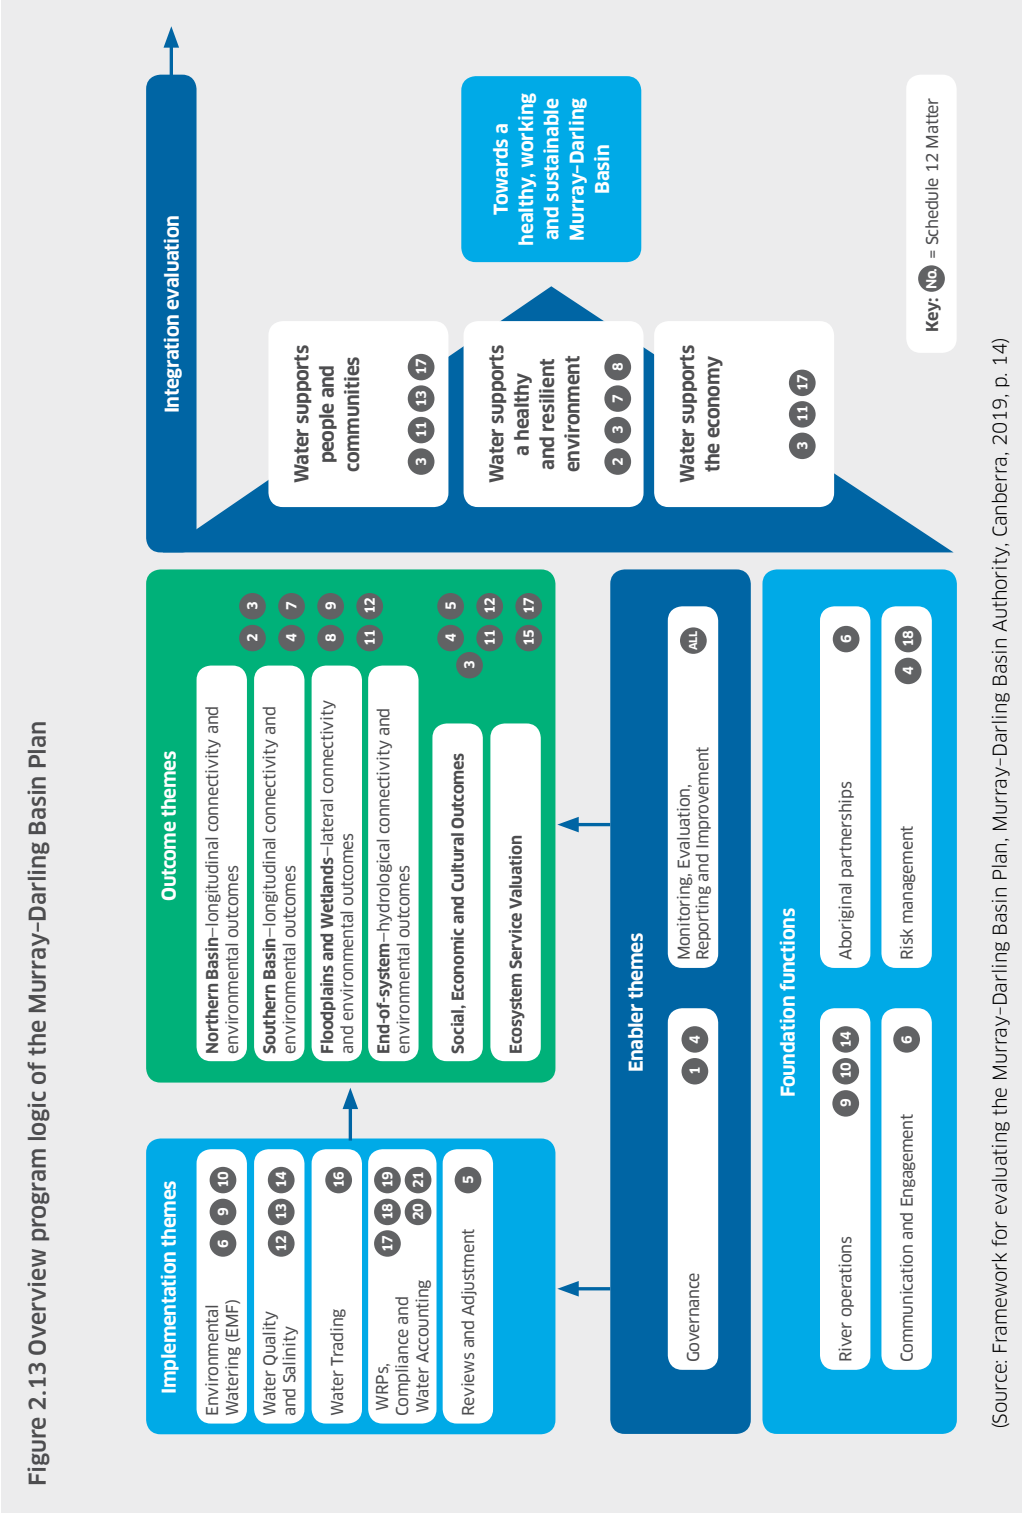 Figure 2.13 Overview program logic of the Murray–Darling Basin Plan
Implementation themes
Environmental
Watering (EMF)
6 9 10
Water Quality
and Salinity
12 13 14
Water Trading
16
WRPs,
Compliance and
Water Accounting
17 18 19
20 21
Reviews and Adjustment
5
Outcome themes
Northern Basin—longitudinal connectivity and
environmental outcomes
Southern Basin—longitudinal connectivity and
environmental outcomes
Floodplains and Wetlands—lateral connectivity
and environmental outcomes
End-of-system—hydrological connectivity and
environmental outcomes
2 3
4 7
8 9
11 12
Social, Economic and Cultural Outcomes
Ecosystem Service Valuation
4 5
3
11 12
15 17
Integration evaluation
Water supports
people and
communities
3 11 13 17
Water supports
a healthy
and resilient
environment
2 3 7 8
Water supports
the economy
3 11 17
Towards a
healthy, working
and sustainable
Murray–Darling
Basin
Enabler themes
Governance
1 4
Monitoring, Evaluation,
Reporting and Improvement
ALL
Foundation functions
River operations
9 10 14
Aboriginal partnerships
6
Communication and Engagement
6
Risk management
4 18
Key: No. = Schedule 12 Matter
(Source: Framework for evaluating the Murray–Darling Basin Plan, Murray–Darling Basin Authority, Canberra, 2019, p. 14)